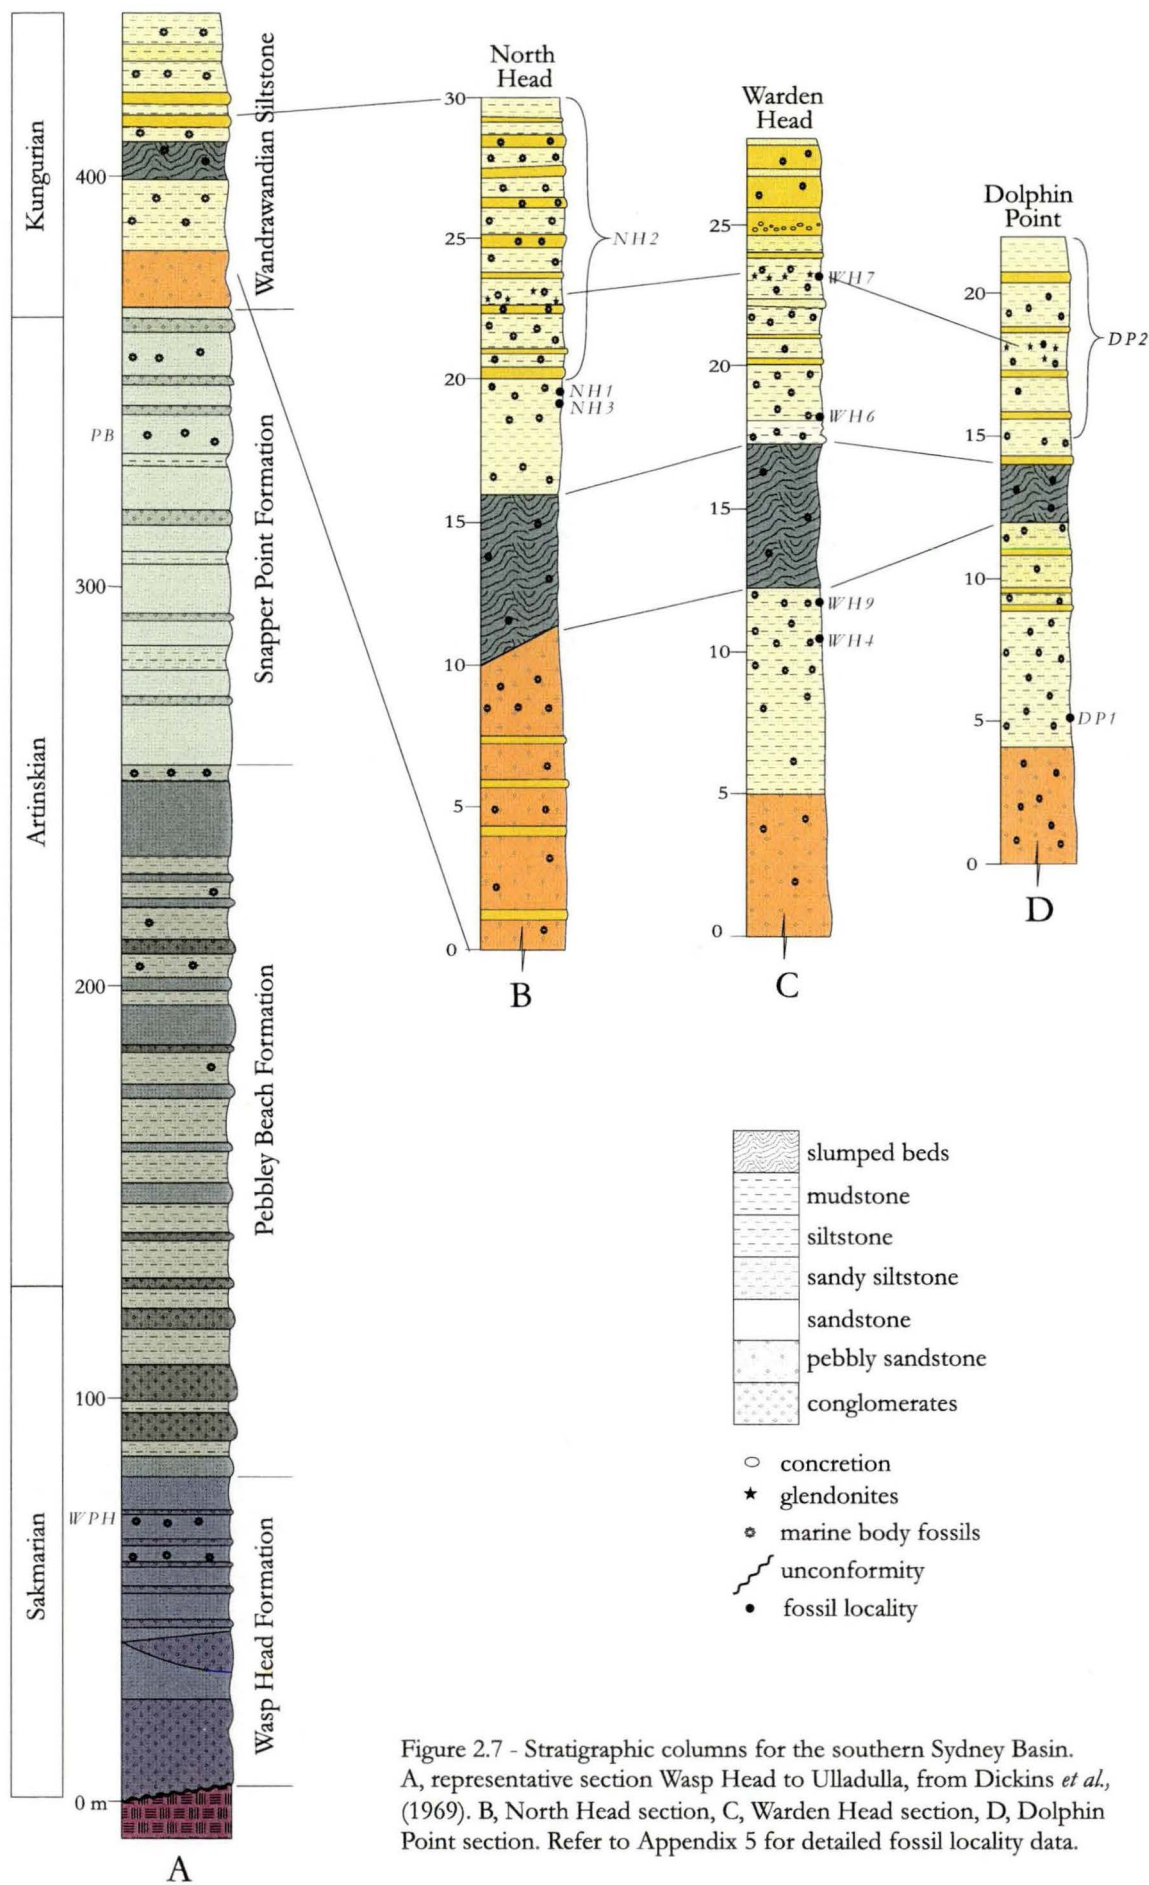 Kungurian
Artinskian
Sakmarian
400
300
200
100
0 m
PB
WPH
Wandrawandian Siltstone
Snapper Point Formation
Pebbley Beach Formation
Wasp Head Formation
A
North
Head
30
25
20
15
10
5
0
NH2
NH1
NH3
B
Warden
Head
25
20
15
10
5
0
WH7
WH6
WH9
WH4
C
Dolphin
Point
20
15
10
5
0
DP2
DP1
D
slumped beds
mudstone
siltstone
sandy siltstone
sandstone
pebbly sandstone
conglomerates
concretion
glendonites
marine body fossils
unconformity
fossil locality
Figure 2.7 - Stratigraphic columns for the southern Sydney Basin.
A, representative section Wasp Head to Ulladulla, from Dickins et al.,
(1969). B, North Head section, C, Warden Head section, D, Dolphin
Point section. Refer to Appendix 5 for detailed fossil locality data.